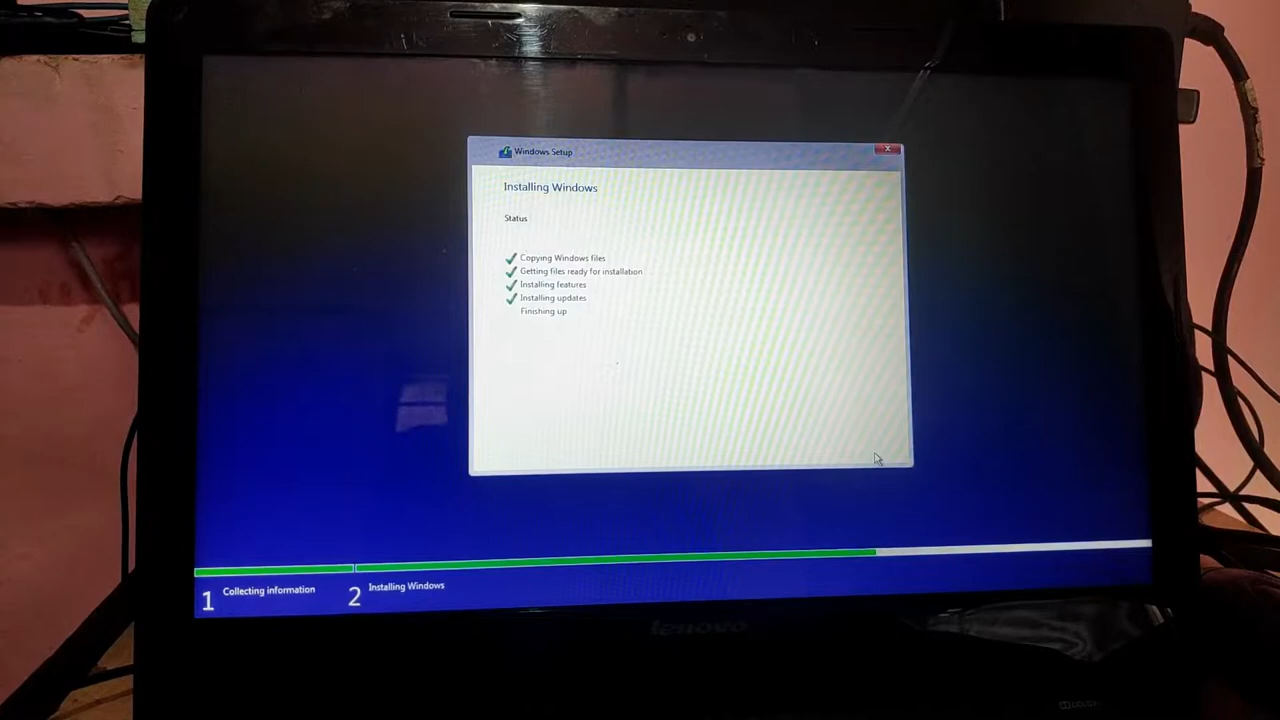 Windows Setup
Installing Windows
Status
Copying Windows files
Getting files ready for installation
Installing features
Installing updates
Finishing up
1 Collecting information
2 Installing Windows
lenovo